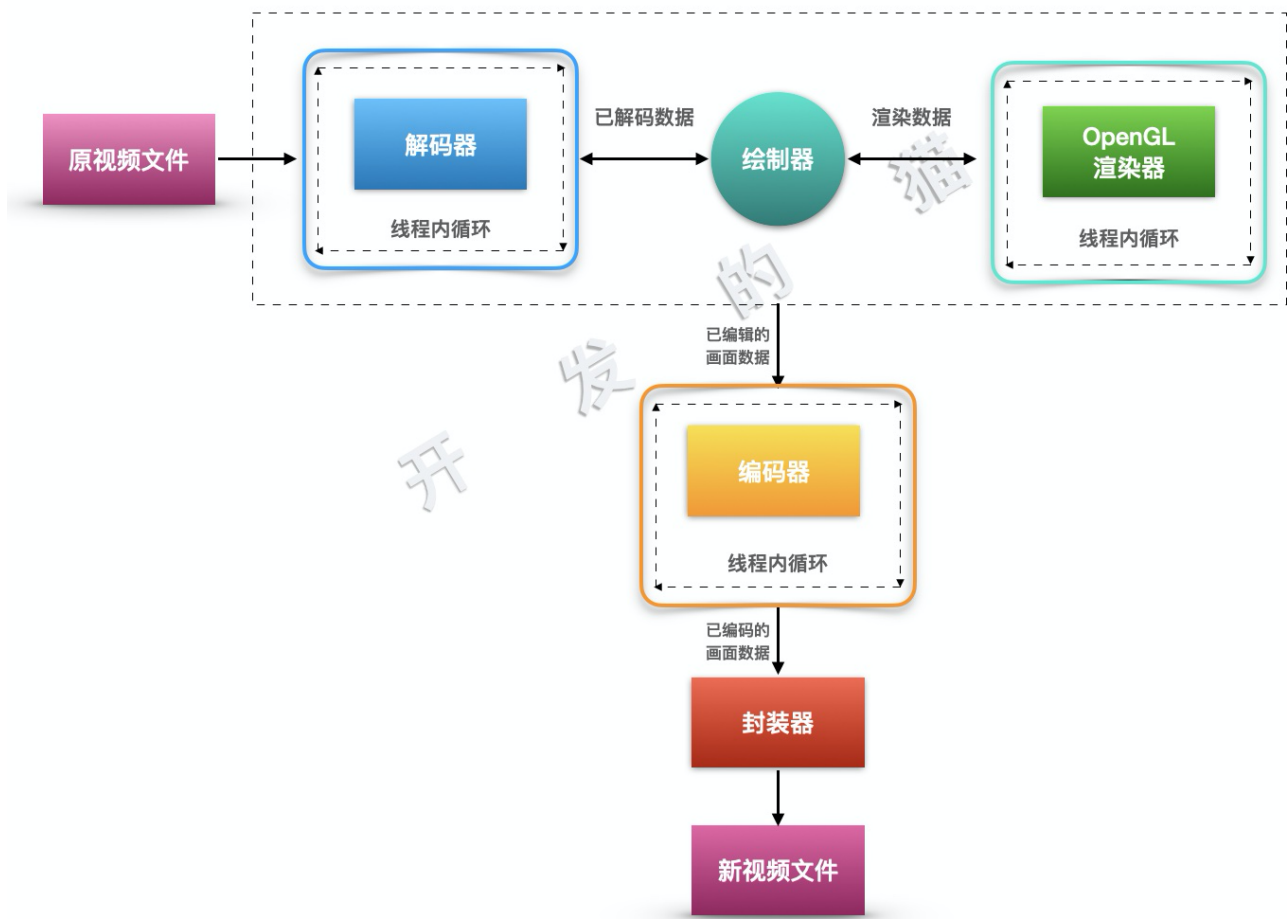 原视频文件
解码器
线程内循环
已解码数据
绘制器
渲染数据
OpenGL
渲染器
线程内循环
已编辑的
画面数据
编码器
线程内循环
已编码的
画面数据
封装器
新视频文件
开发的猫